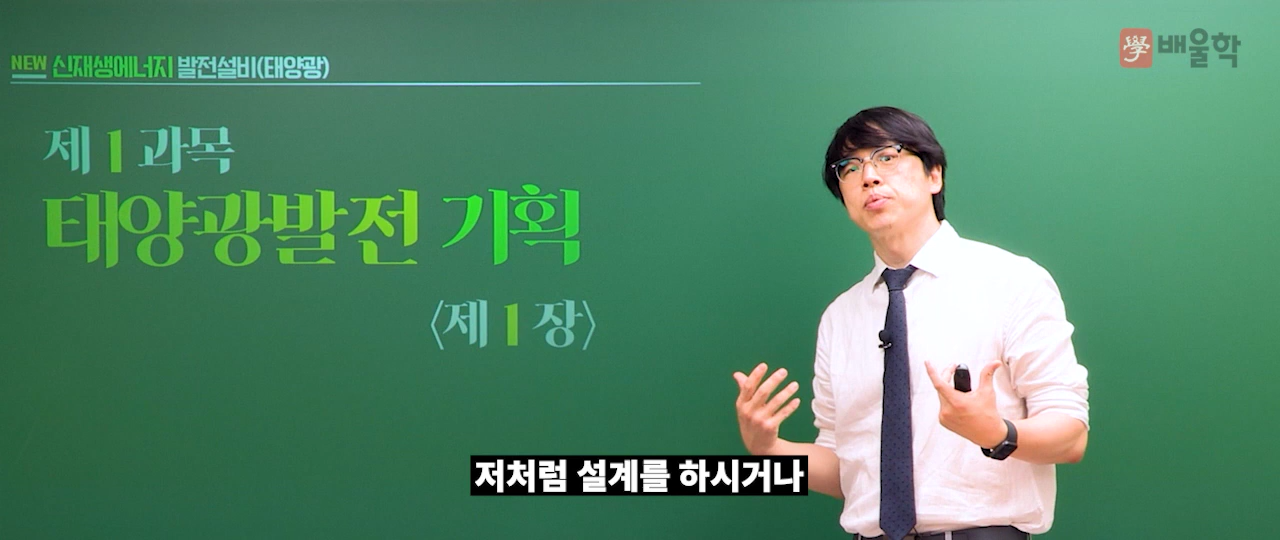 NEW 신재생에너지 발전설비(태양광)
學 배울학
제 1 과목
태양광발전 기획
〈제 1 장〉
저처럼 설계를 하시거나